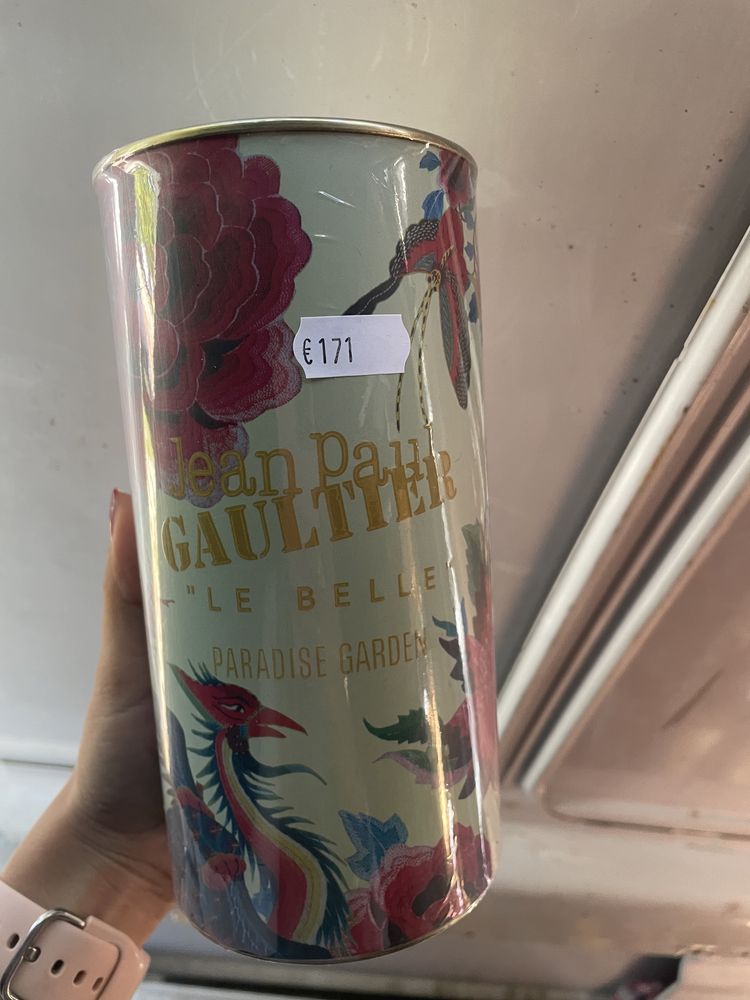 €171
Jean Paul
GAULTIER
"LE BELLE"
PARADISE GARDEN